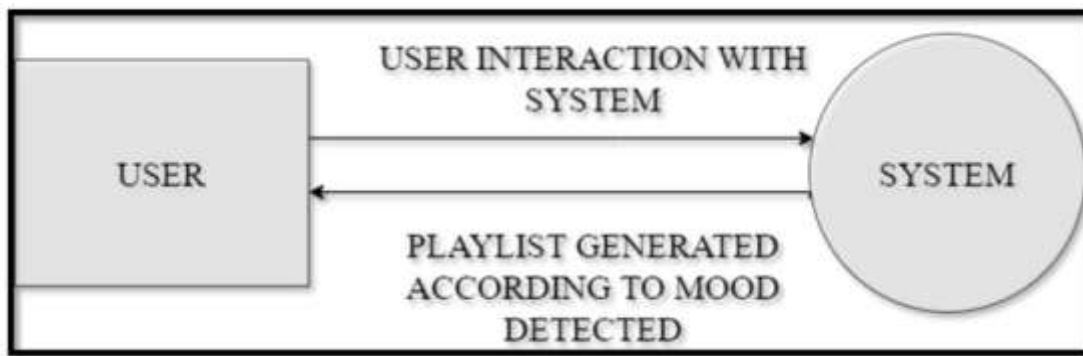 USER INTERACTION WITH
SYSTEM
USER
SYSTEM
PLAYLIST GENERATED
ACCORDING TO MOOD
DETECTED